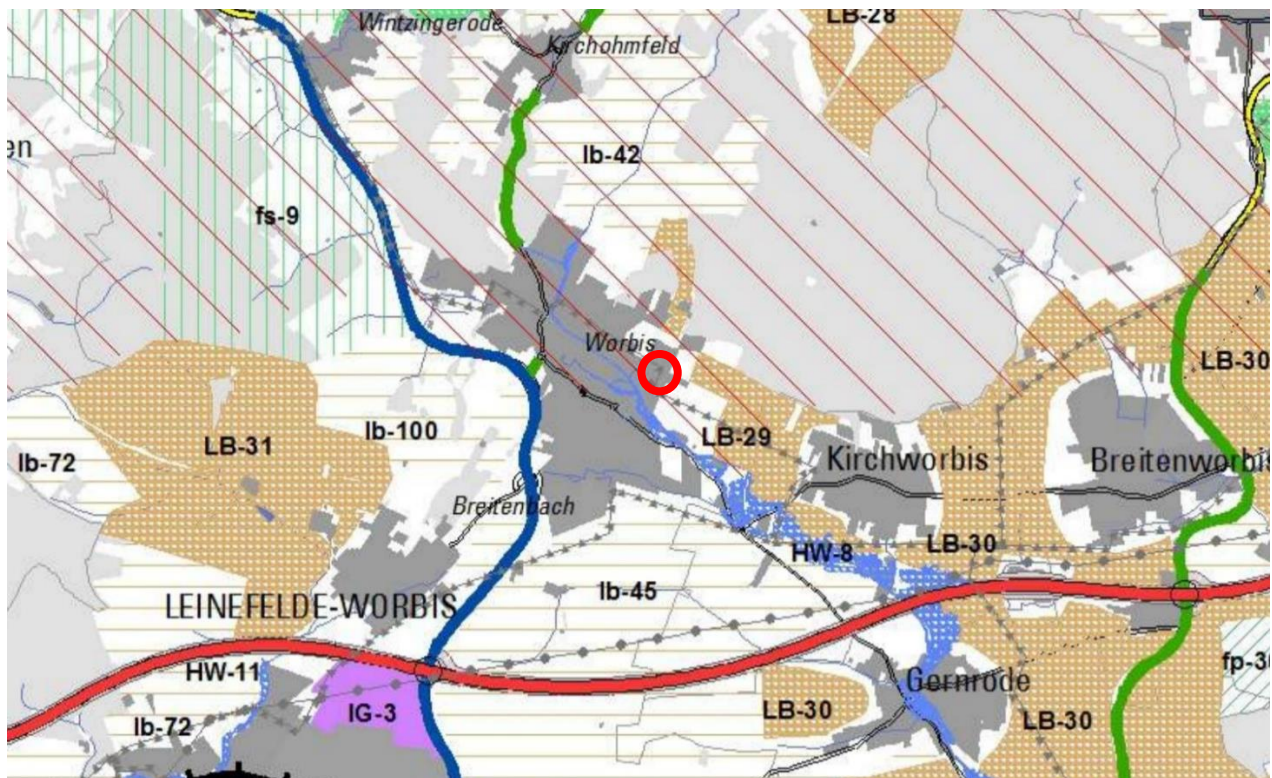 Wintzingerode
LB-28
Kirchohmfeld
en
lb-42
fs-9
Worbis
LB-30
LB-31
lb-100
LB-29
lb-72
Kirchworbis
Breitenworbis
Breitenbach
HW-8
LB-30
lb-45
LEINEFELDE-WORBIS
HW-11
fp-3
Gernrode
IG-3
LB-30
lb-72
LB-30